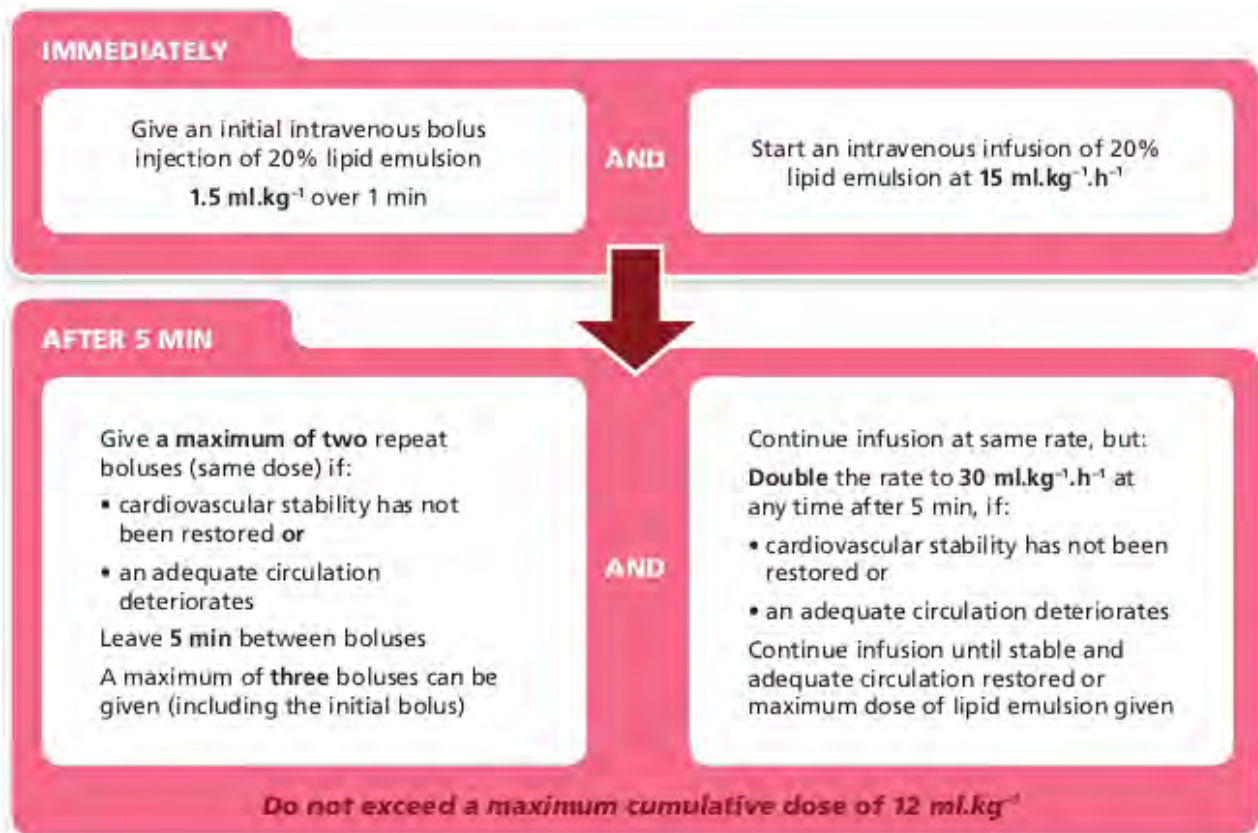 IMMEDIATELY
Give an initial intravenous bolus
injection of 20% lipid emulsion
1.5 ml.kg⁻¹ over 1 min
AND
Start an intravenous infusion of 20%
lipid emulsion at 15 ml.kg⁻¹.h⁻¹
AFTER 5 MIN
Give a maximum of two repeat
boluses (same dose) if:
• cardiovascular stability has not
been restored or
• an adequate circulation
deteriorates
Leave 5 min between boluses
A maximum of three boluses can be
given (including the initial bolus)
AND
Continue infusion at same rate, but:
Double the rate to 30 ml.kg⁻¹.h⁻¹ at
any time after 5 min, if:
• cardiovascular stability has not been
restored or
• an adequate circulation deteriorates
Continue infusion until stable and
adequate circulation restored or
maximum dose of lipid emulsion given
Do not exceed a maximum cumulative dose of 12 ml.kg⁻¹